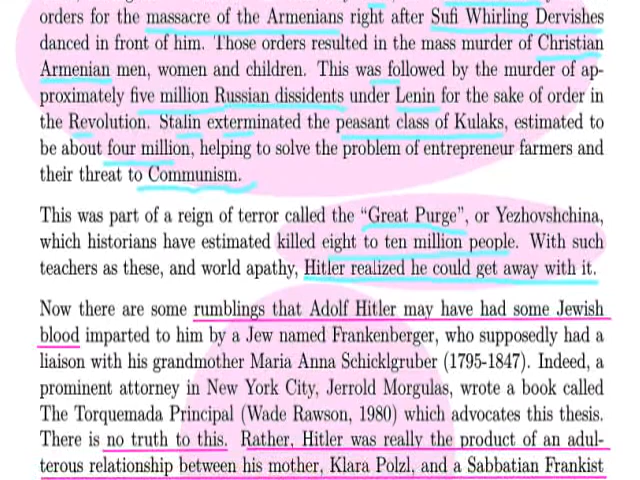 orders for the massacre of the Armenians right after Sufi Whirling Dervishes
danced in front of him. Those orders resulted in the mass murder of Christian
Armenian men, women and children. This was followed by the murder of ap-
proximately five million Russian dissidents under Lenin for the sake of order in
the Revolution. Stalin exterminated the peasant class of Kulaks, estimated to
be about four million, helping to solve the problem of entrepreneur farmers and
their threat to Communism.
This was part of a reign of terror called the “Great Purge”, or Yezhovshchina,
which historians have estimated killed eight to ten million people. With such
teachers as these, and world apathy, Hitler realized he could get away with it.
Now there are some rumblings that Adolf Hitler may have had some Jewish
blood imparted to him by a Jew named Frankenberger, who supposedly had a
liaison with his grandmother Maria Anna Schicklgruber (1795-1847). Indeed, a
prominent attorney in New York City, Jerrold Morgulas, wrote a book called
The Torquemada Principal (Wade Rawson, 1980) which advocates this thesis.
There is no truth to this. Rather, Hitler was really the product of an adul-
terous relationship between his mother, Klara Polzl, and a Sabbatian Frankist